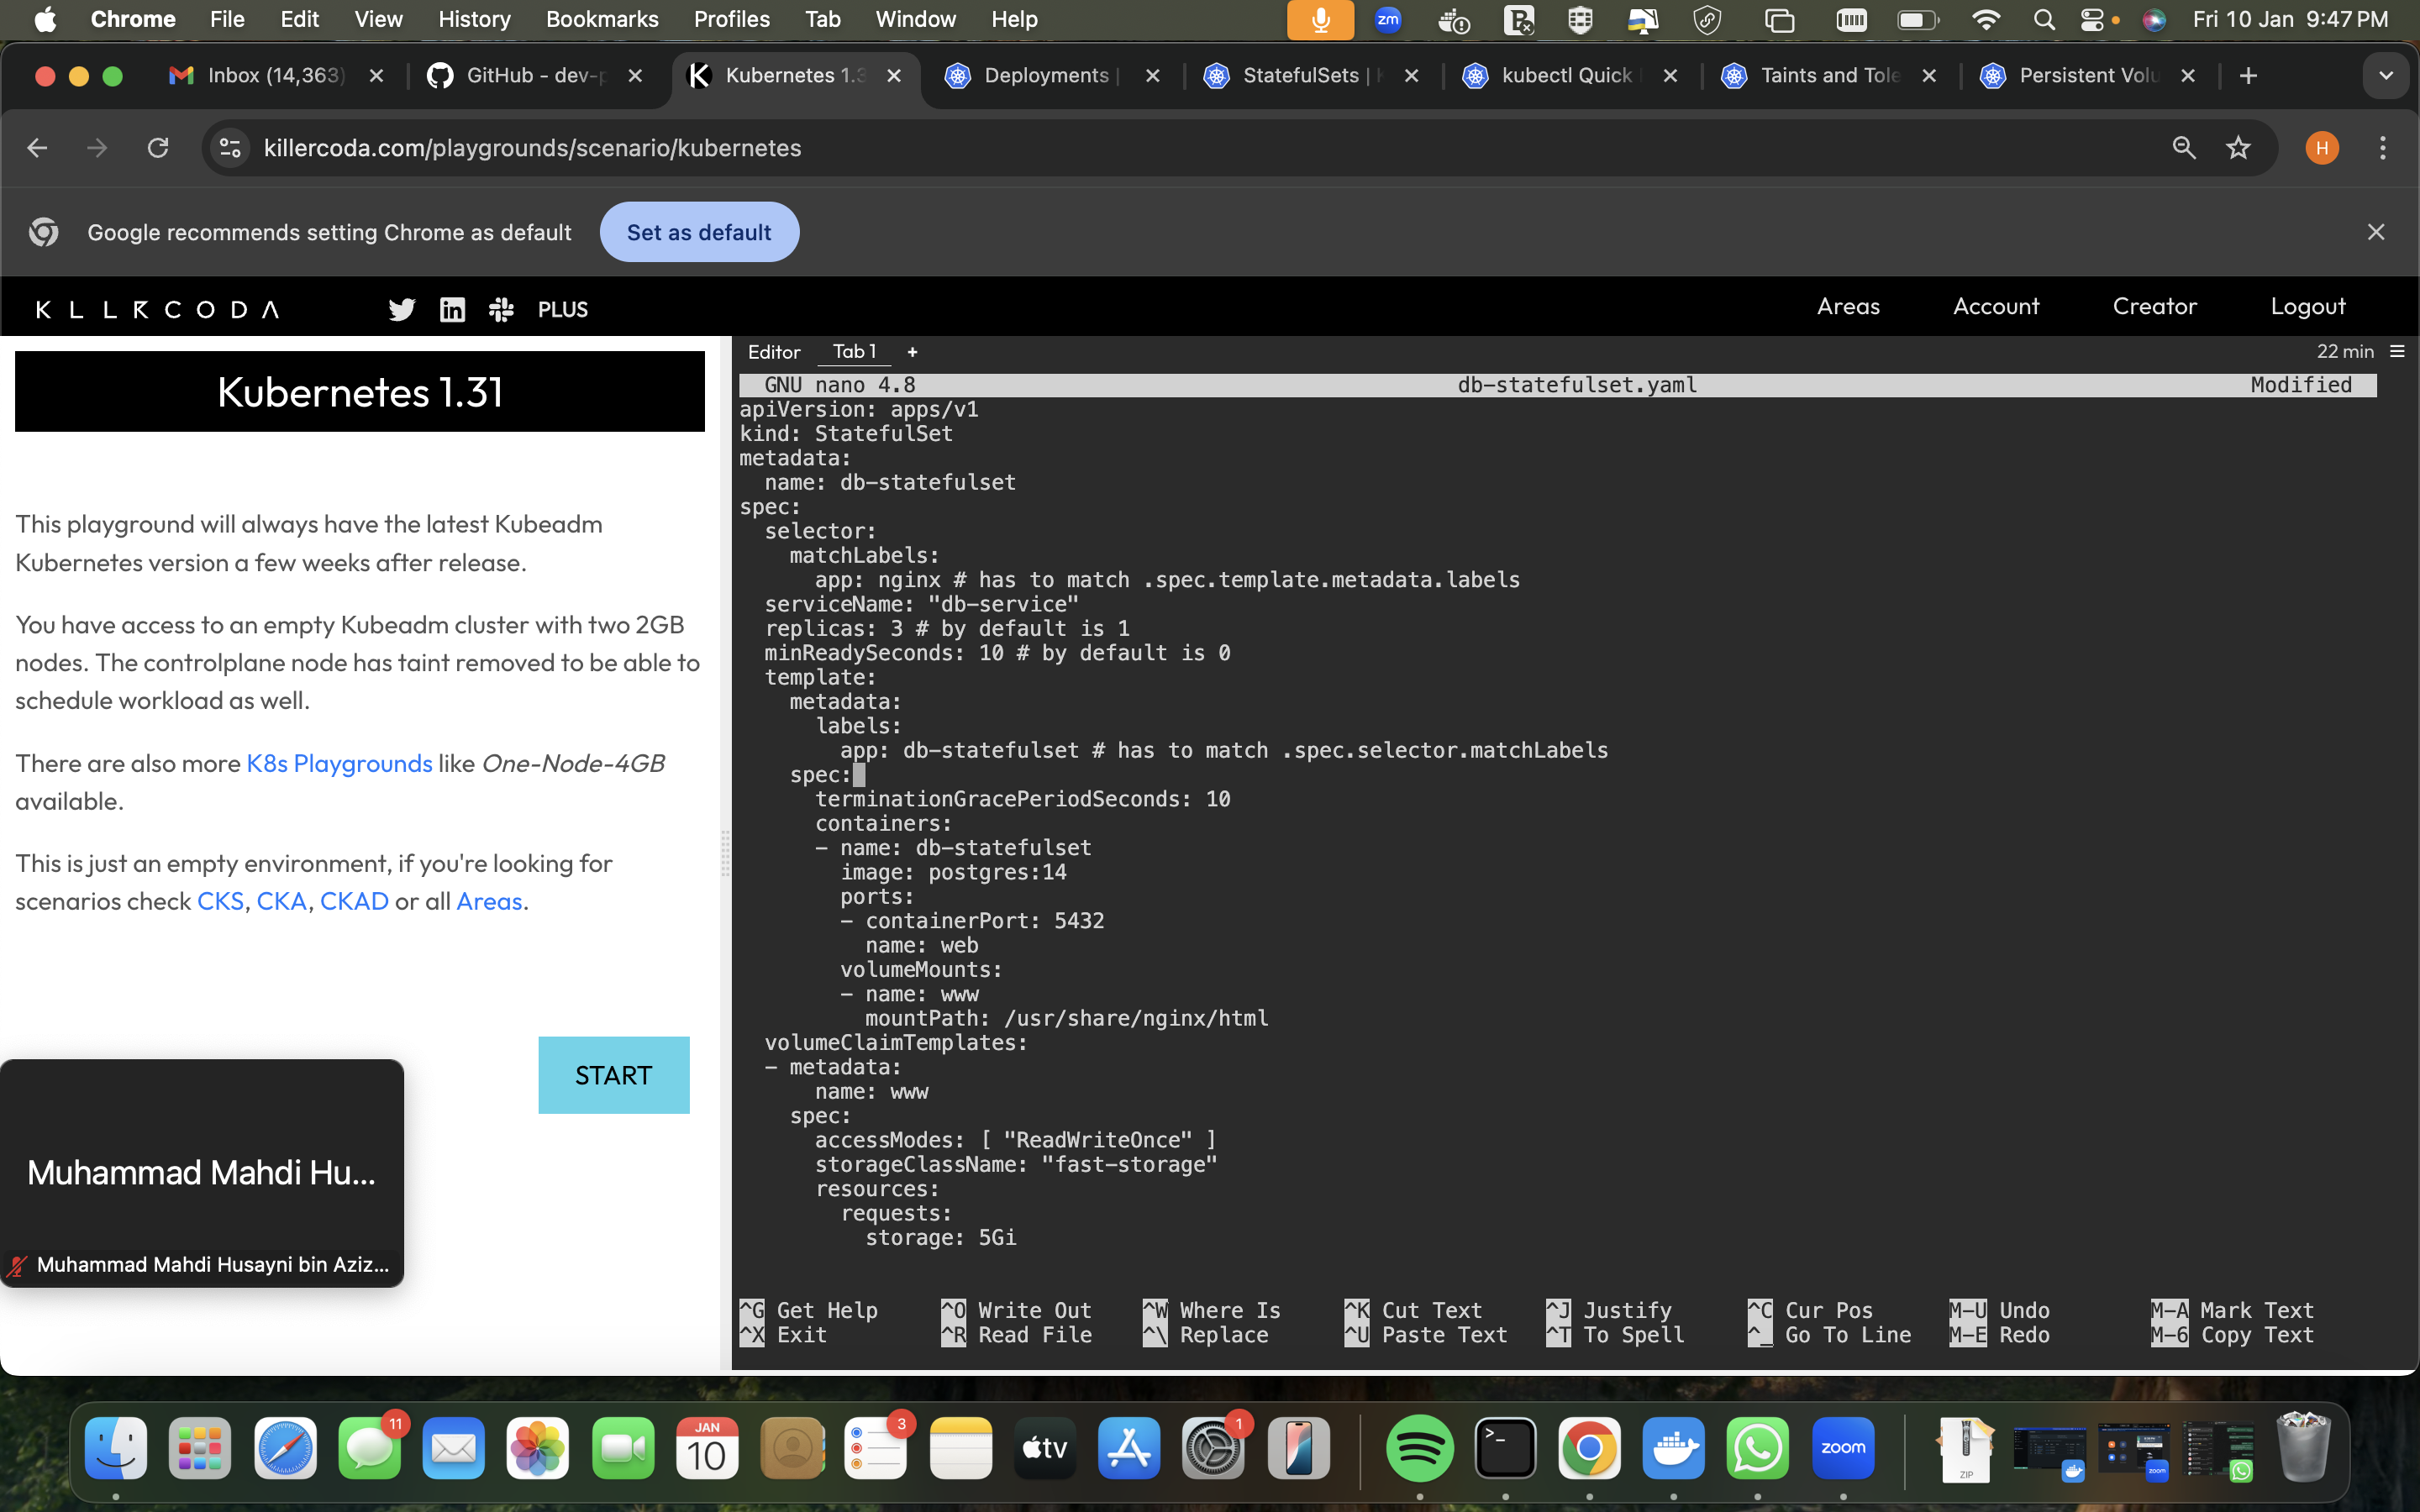 Chrome File Edit View History Bookmarks Profiles Tab Window Help zm Fri 10 Jan 9:47 PM
Inbox (14,363) GitHub - dev-p Kubernetes 1.3 Deployments | StatefulSets | kubectl Quick Taints and Tole Persistent Volu
killercoda.com/playgrounds/scenario/kubernetes H
Google recommends setting Chrome as default Set as default
KLLRCODA PLUS Areas Account Creator Logout
Kubernetes 1.31
This playground will always have the latest Kubeadm
Kubernetes version a few weeks after release.
You have access to an empty Kubeadm cluster with two 2GB
nodes. The controlplane node has taint removed to be able to
schedule workload as well.
There are also more K8s Playgrounds like One-Node-4GB
available.
This is just an empty environment, if you're looking for
scenarios check CKS, CKA, CKAD or all Areas.
START
Muhammad Mahdi Hu...
Muhammad Mahdi Husayni bin Aziz...
Editor Tab 1 + 22 min
GNU nano 4.8 db-statefulset.yaml Modified
apiVersion: apps/v1
kind: StatefulSet
metadata:
  name: db-statefulset
spec:
  selector:
    matchLabels:
      app: nginx # has to match .spec.template.metadata.labels
  serviceName: "db-service"
  replicas: 3 # by default is 1
  minReadySeconds: 10 # by default is 0
  template:
    metadata:
      labels:
        app: db-statefulset # has to match .spec.selector.matchLabels
    spec:
      terminationGracePeriodSeconds: 10
      containers:
      - name: db-statefulset
        image: postgres:14
        ports:
        - containerPort: 5432
          name: web
        volumeMounts:
        - name: www
          mountPath: /usr/share/nginx/html
  volumeClaimTemplates:
  - metadata:
      name: www
    spec:
      accessModes: [ "ReadWriteOnce" ]
      storageClassName: "fast-storage"
      resources:
        requests:
          storage: 5Gi
^G Get Help ^O Write Out ^W Where Is ^K Cut Text ^J Justify ^C Cur Pos M-U Undo M-A Mark Text
^X Exit ^R Read File ^\ Replace ^U Paste Text ^T To Spell ^_ Go To Line M-E Redo M-6 Copy Text
11 JAN 10 3 tv 1 >_ zoom ZIP zoom